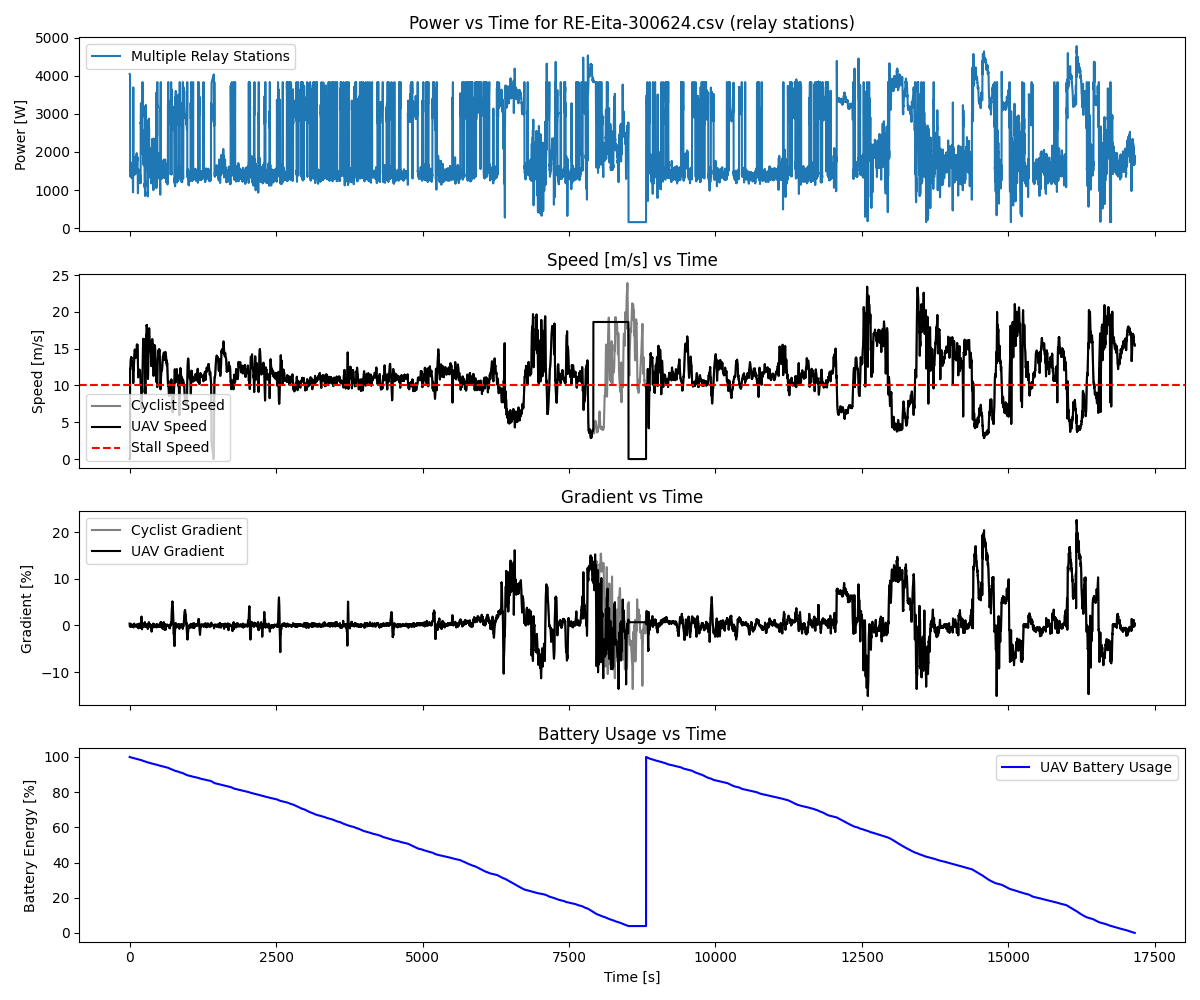 Power vs Time for RE-Eita-300624.csv (relay stations)
5000
4000
3000
2000
1000
0
Power [W]
Multiple Relay Stations
Speed [m/s] vs Time
25
20
15
10
5
0
Speed [m/s]
Cyclist Speed
UAV Speed
Stall Speed
Gradient vs Time
20
10
0
−10
Gradient [%]
Cyclist Gradient
UAV Gradient
Battery Usage vs Time
100
80
60
40
20
0
Battery Energy [%]
UAV Battery Usage
0 2500 5000 7500 10000 12500 15000 17500
Time [s]